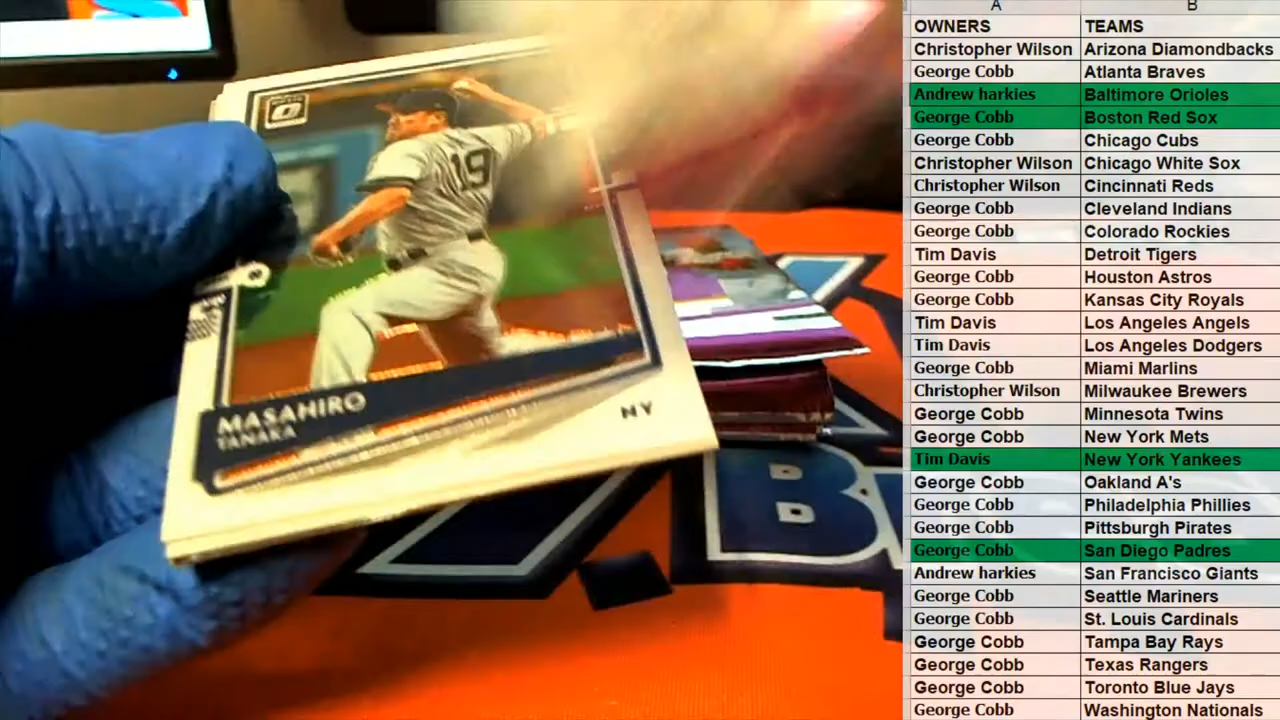 19
MASAHIRO
TANAKA
NY
B
A B
OWNERS TEAMS
Christopher Wilson Arizona Diamondbacks
George Cobb Atlanta Braves
Andrew harkies Baltimore Orioles
George Cobb Boston Red Sox
George Cobb Chicago Cubs
Christopher Wilson Chicago White Sox
Christopher Wilson Cincinnati Reds
George Cobb Cleveland Indians
George Cobb Colorado Rockies
Tim Davis Detroit Tigers
George Cobb Houston Astros
George Cobb Kansas City Royals
Tim Davis Los Angeles Angels
Tim Davis Los Angeles Dodgers
George Cobb Miami Marlins
Christopher Wilson Milwaukee Brewers
George Cobb Minnesota Twins
George Cobb New York Mets
Tim Davis New York Yankees
George Cobb Oakland A's
George Cobb Philadelphia Phillies
George Cobb Pittsburgh Pirates
George Cobb San Diego Padres
Andrew harkies San Francisco Giants
George Cobb Seattle Mariners
George Cobb St. Louis Cardinals
George Cobb Tampa Bay Rays
George Cobb Texas Rangers
George Cobb Toronto Blue Jays
George Cobb Washington Nationals